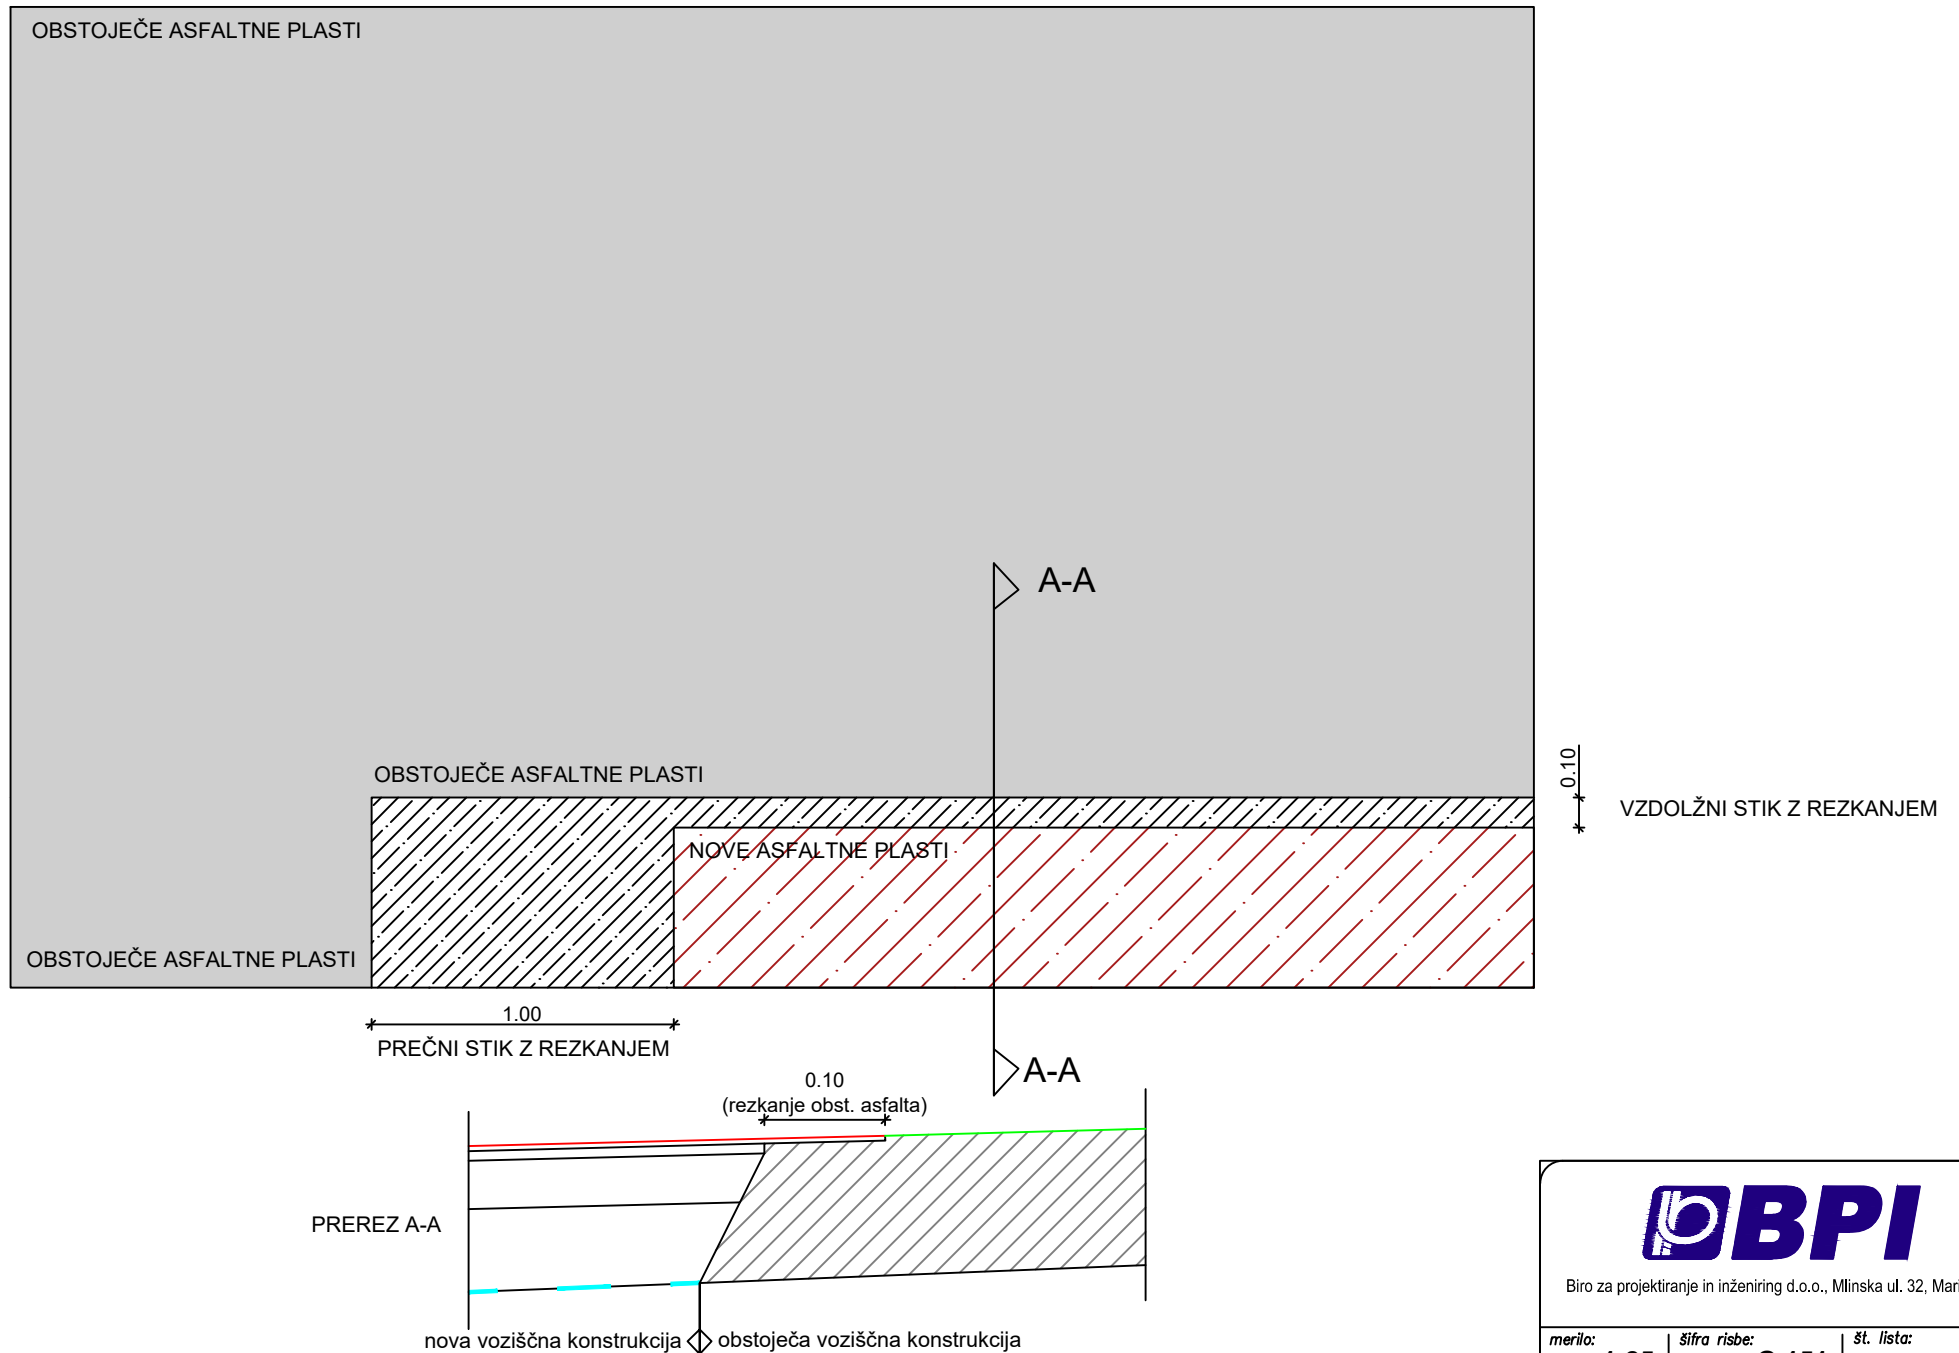 OBSTOJEČE ASFALTNE PLASTI
A-A
OBSTOJEČE ASFALTNE PLASTI
0.10
VZDOLŽNI STIK Z REZKANJEM
NOVE ASFALTNE PLASTI
OBSTOJEČE ASFALTNE PLASTI
1.00
PREČNI STIK Z REZKANJEM
A-A
0.10
(rezkanje obst. asfalta)
PREREZ A-A
nova voziščna konstrukcija
obstoječa voziščna konstrukcija
BPI
Biro za projektiranje in inženiring d.o.o., Mlinska ul. 32, Mari
merilo:
šifra risbe:
št. lista: